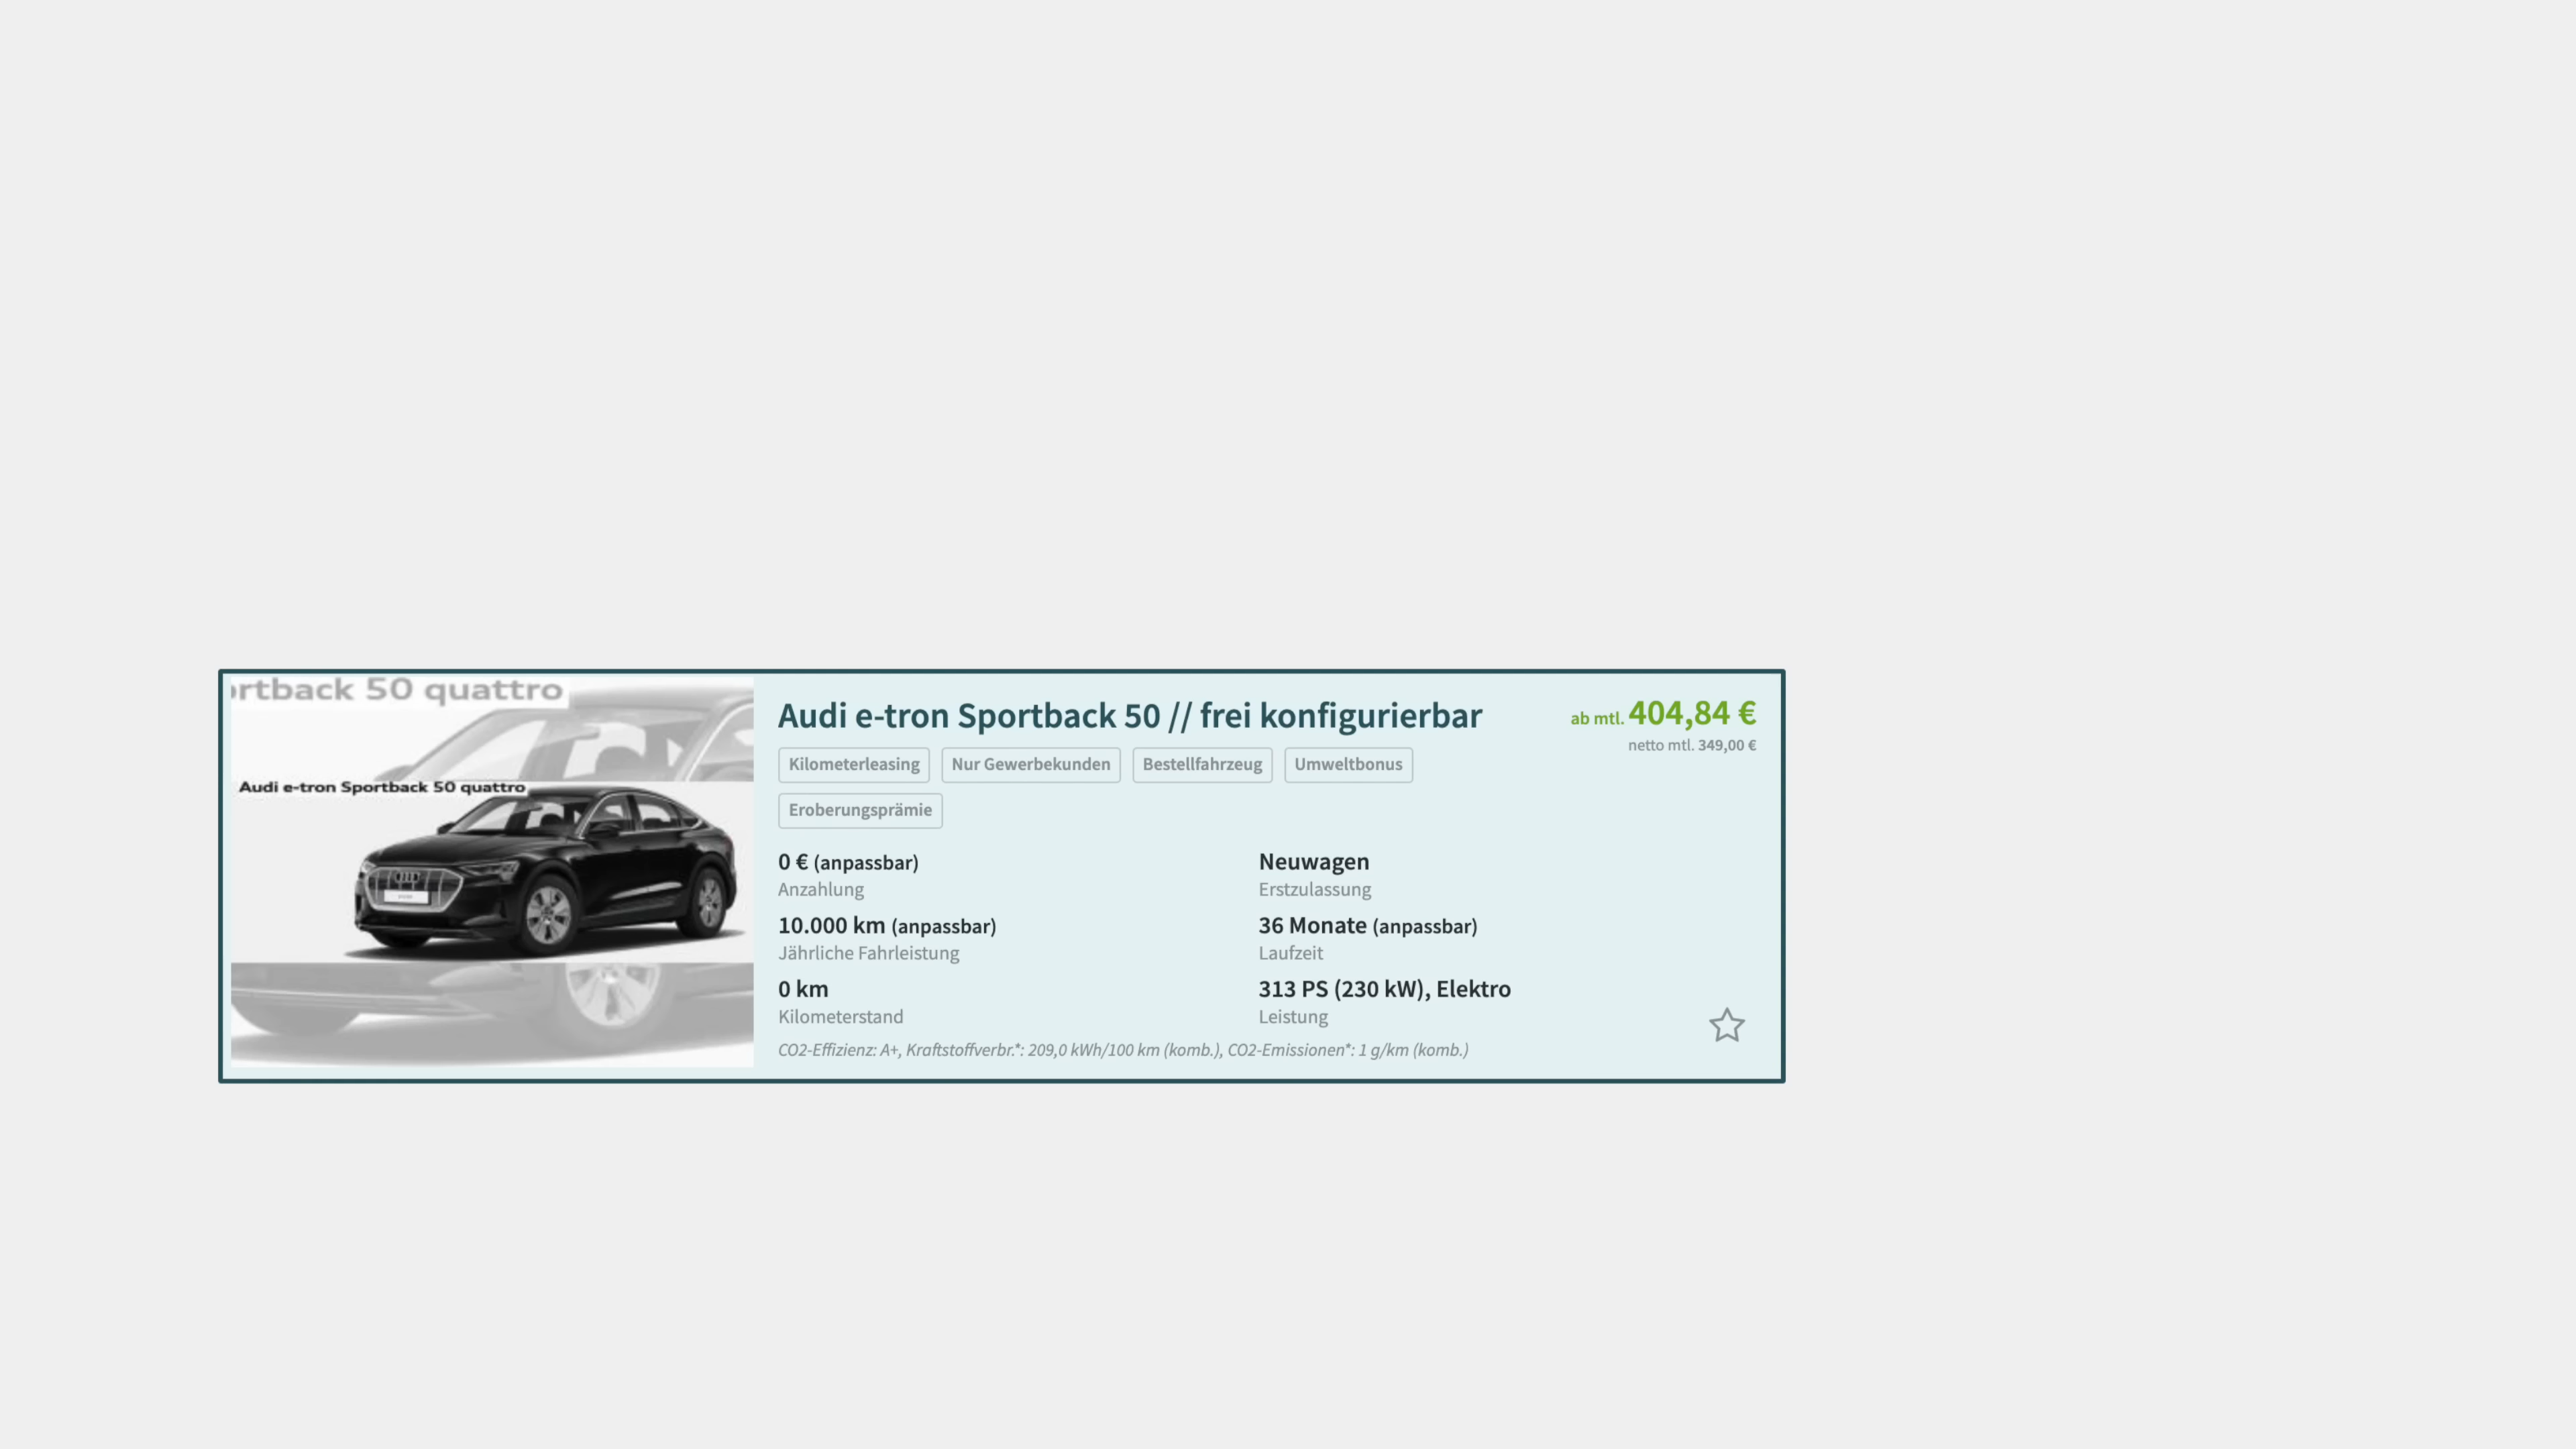 rtback 50 quattro
Audi e-tron Sportback 50 quattro
Audi e-tron Sportback 50 // frei konfigurierbar
ab mtl. 404,84 €
netto mtl. 349,00 €
Kilometerleasing Nur Gewerbekunden Bestellfahrzeug Umweltbonus
Eroberungsprämie
0 € (anpassbar)
Anzahlung
Neuwagen
Erstzulassung
10.000 km (anpassbar)
Jährliche Fahrleistung
36 Monate (anpassbar)
Laufzeit
0 km
Kilometerstand
313 PS (230 kW), Elektro
Leistung
CO2-Effizienz: A+, Kraftstoffverbr.*: 209,0 kWh/100 km (komb.), CO2-Emissionen*: 1 g/km (komb.)